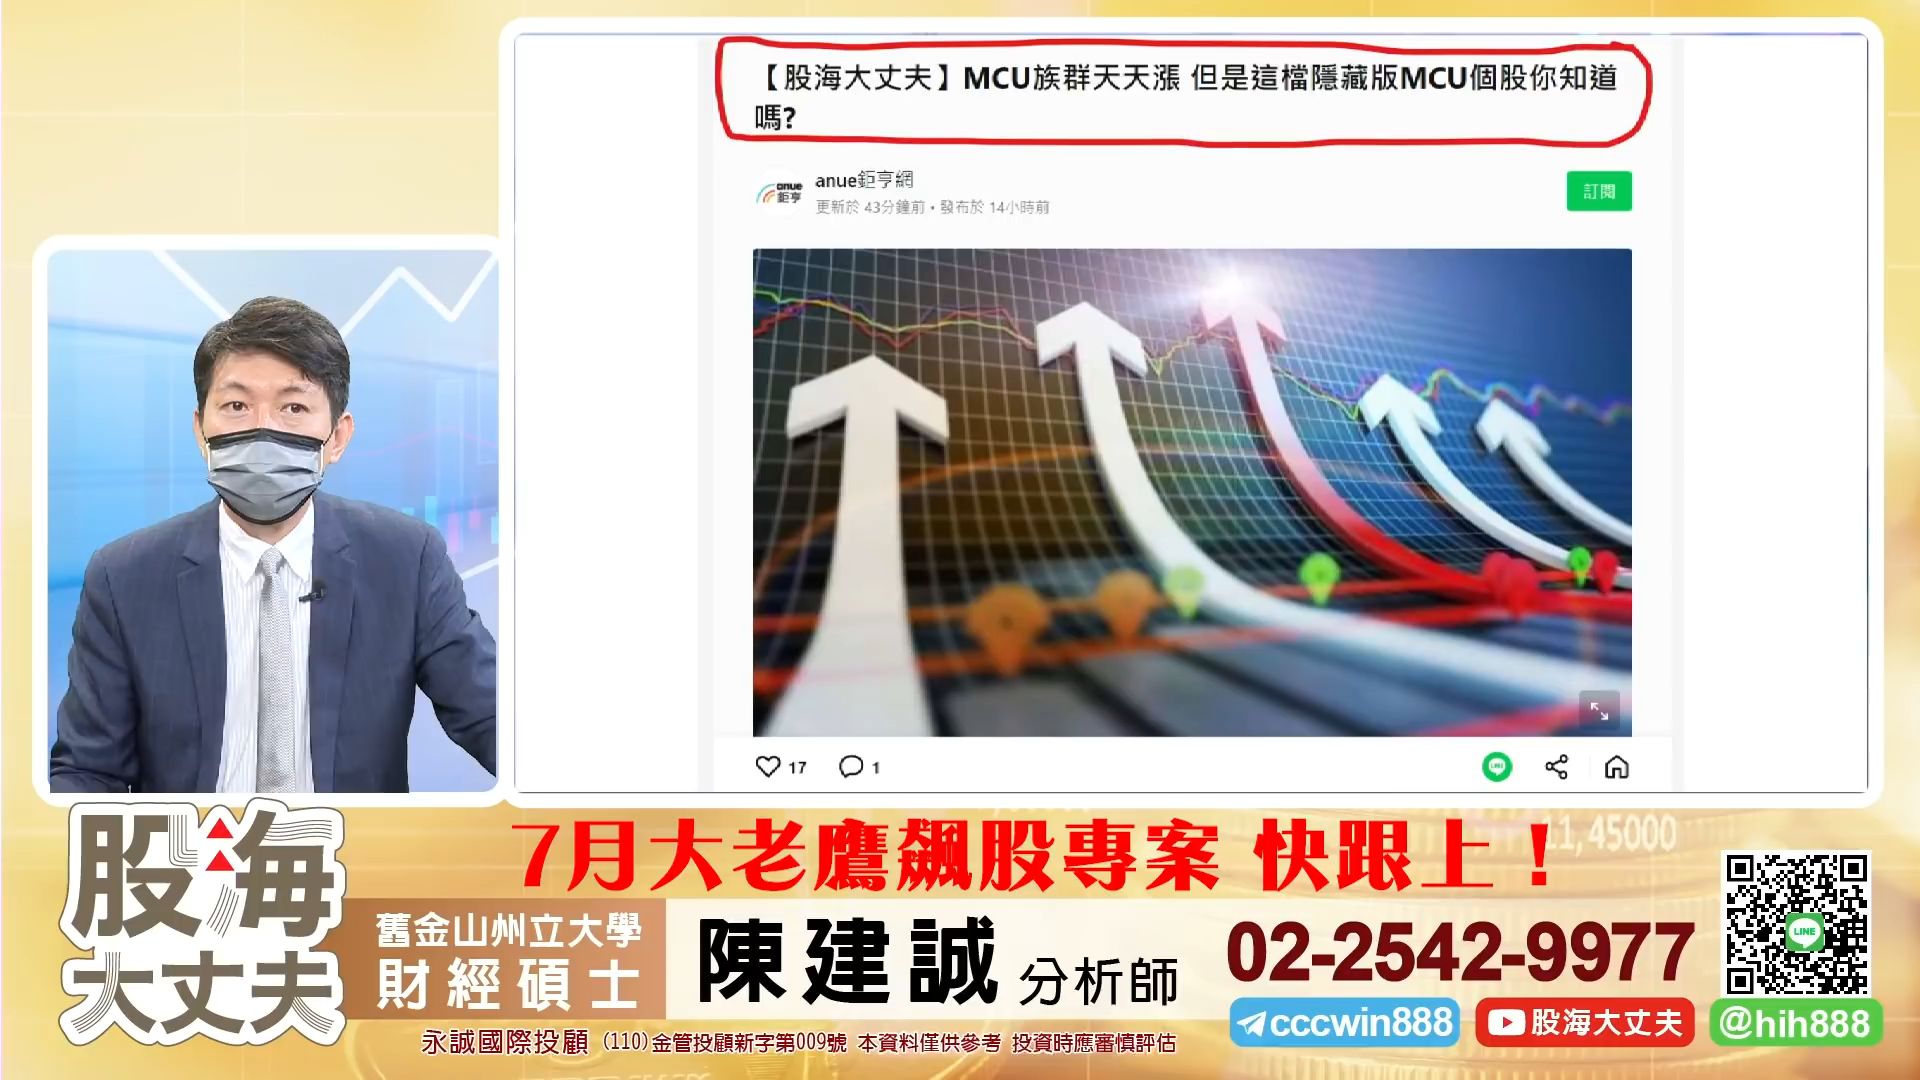 【股海大丈夫】MCU族群天天漲 但是這檔隱藏版MCU個股你知道
嗎?
anue
鉅亨
anue鉅亨網
更新於 43分鐘前・發布於 14小時前
訂閱
17
1
LINE
11,45000
7月大老鷹飆股專案 快跟上！
股海
大丈夫
舊金山州立大學
財經碩士
陳建誠 分析師
02-2542-9977
LINE
cccwin888
股海大丈夫
@hih888
永誠國際投顧 (110)金管投顧新字第009號 本資料僅供參考 投資時應審慎評估